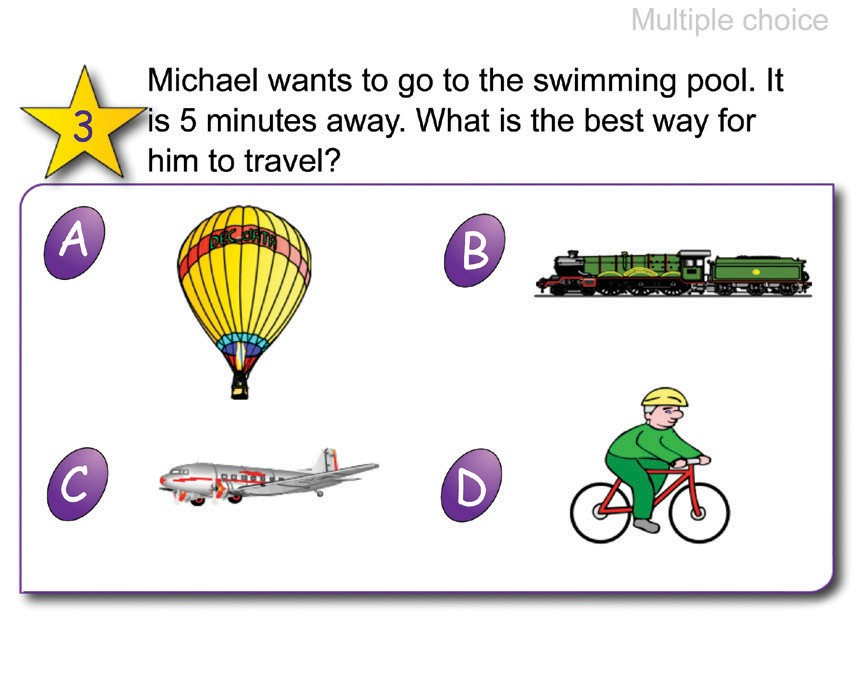 Multiple choice
3
Michael wants to go to the swimming pool. It
is 5 minutes away. What is the best way for
him to travel?
A
B
C
D